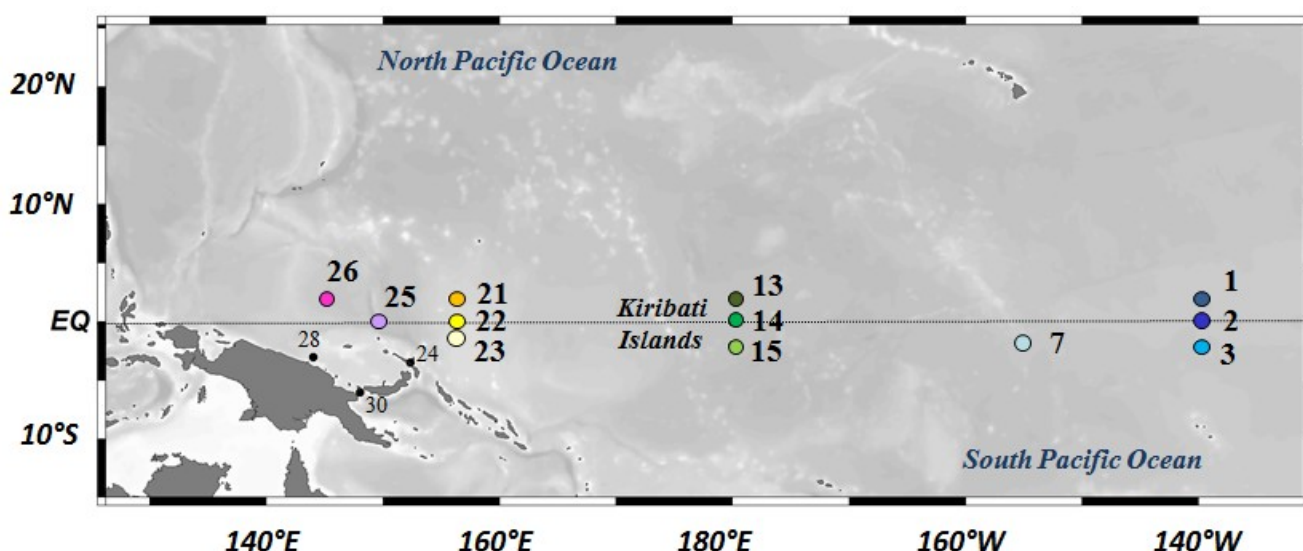 North Pacific Ocean
20°N
10°N
26
25
21
13
1
EQ
22
Kiribati
14
2
28
24
23
Islands
15
7
3
30
10°S
South Pacific Ocean
140°E
160°E
180°E
160°W
140°W